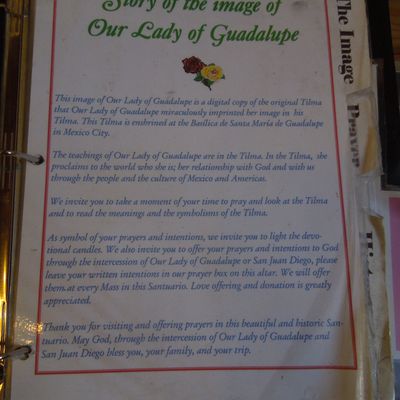 Story of the image of
Our Lady of Guadalupe
This image of Our Lady of Guadalupe is a digital copy of the original Tilma
that Our Lady of Guadalupe miraculously imprinted her image in his
Tilma. This Tilma is enshrined at the Basilica de Santa María de Guadalupe
in Mexico City.
The teachings of Our Lady of Guadalupe are in the Tilma. In the Tilma, she
proclaims to the world who she is; her relationship with God and with us
through the people and the culture of Mexico and Americas.
We invite you to take a moment of your time to pray and look at the Tilma
and to read the meanings and the symbolisms of the Tilma.
As symbol of your prayers and intentions, we invite you to light the devo-
tional candles. We also invite you to offer your prayers and intentions to God
through the intercession of Our Lady of Guadalupe or San Juan Diego, please
leave your written intentions in our prayer box on this altar. We will offer
them at every Mass in this Santuario. Love offering and donation is greatly
appreciated.
Thank you for visiting and offering prayers in this beautiful and historic San-
tuario. May God, through the intercession of Our Lady of Guadalupe and
San Juan Diego bless you, your family, and your trip.
The Image
Prayer